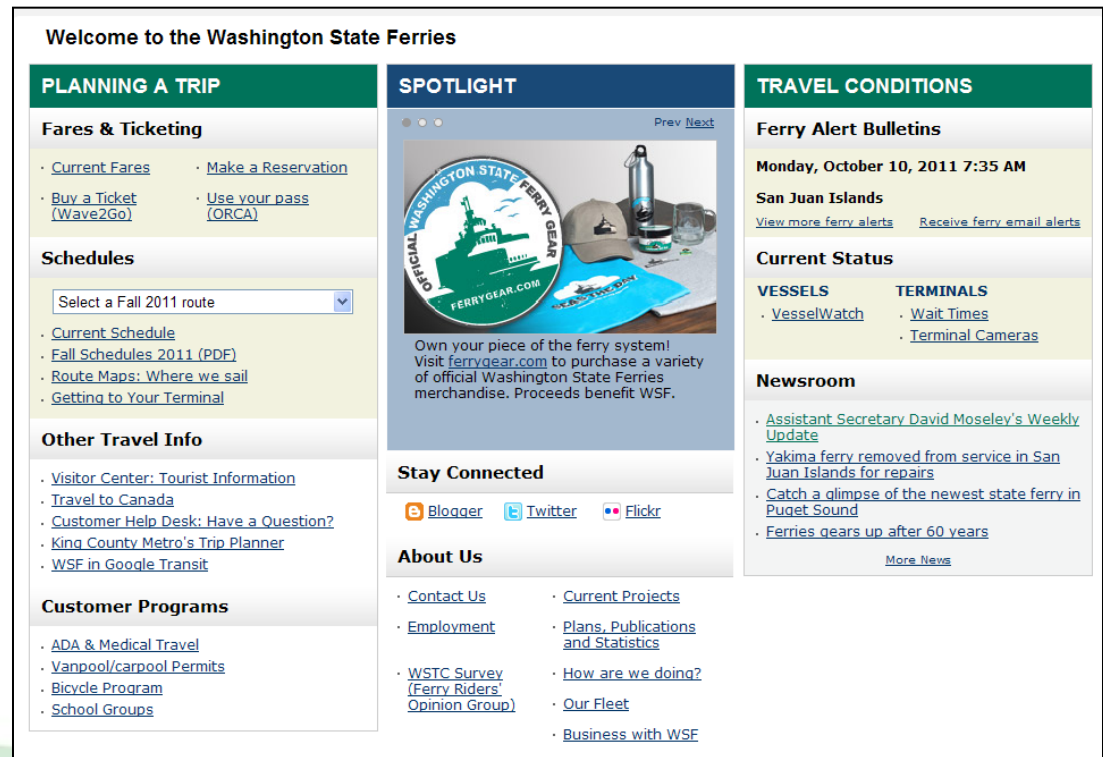 Welcome to the Washington State Ferries
PLANNING A TRIP
Fares & Ticketing
Current Fares
Make a Reservation
Buy a Ticket
(Wave2Go)
Use your pass
(ORCA)
Schedules
Select a Fall 2011 route
Current Schedule
Fall Schedules 2011 (PDF)
Route Maps: Where we sail
Getting to Your Terminal
Other Travel Info
Visitor Center: Tourist Information
Travel to Canada
Customer Help Desk: Have a Question?
King County Metro's Trip Planner
WSF in Google Transit
Customer Programs
ADA & Medical Travel
Vanpool/carpool Permits
Bicycle Program
School Groups
SPOTLIGHT
Prev Next
OFFICIAL WASHINGTON STATE FERRY GEAR
FERRYGEAR.COM
SEAS THE DAY
Own your piece of the ferry system!
Visit ferrygear.com to purchase a variety
of official Washington State Ferries
merchandise. Proceeds benefit WSF.
Stay Connected
Blogger
Twitter
Flickr
About Us
Contact Us
Current Projects
Employment
Plans, Publications
and Statistics
WSTC Survey
(Ferry Riders'
Opinion Group)
How are we doing?
Our Fleet
Business with WSF
TRAVEL CONDITIONS
Ferry Alert Bulletins
Monday, October 10, 2011 7:35 AM
San Juan Islands
View more ferry alerts
Receive ferry email alerts
Current Status
VESSELS
VesselWatch
TERMINALS
Wait Times
Terminal Cameras
Newsroom
Assistant Secretary David Moseley's Weekly
Update
Yakima ferry removed from service in San
Juan Islands for repairs
Catch a glimpse of the newest state ferry in
Puget Sound
Ferries gears up after 60 years
More News